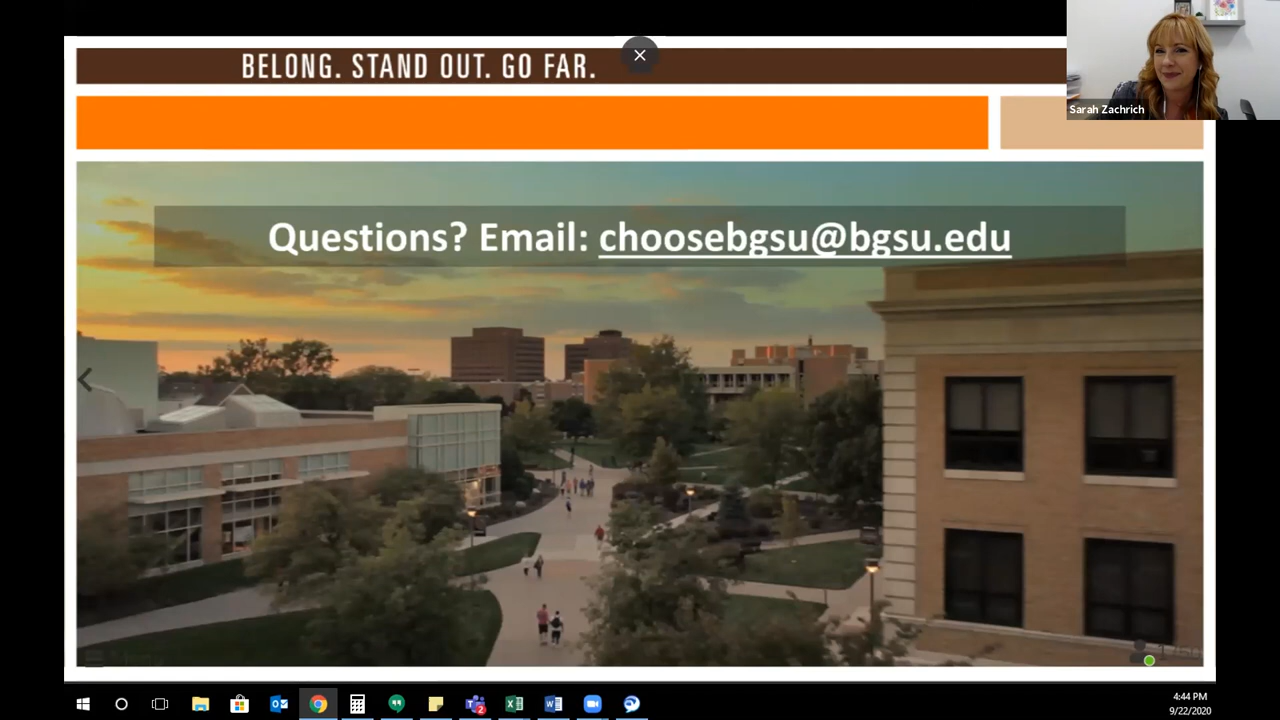 BELONG. STAND OUT. GO FAR.
Sarah Zachrich
Questions? Email: choosebgsu@bgsu.edu
4:44 PM
9/22/2020